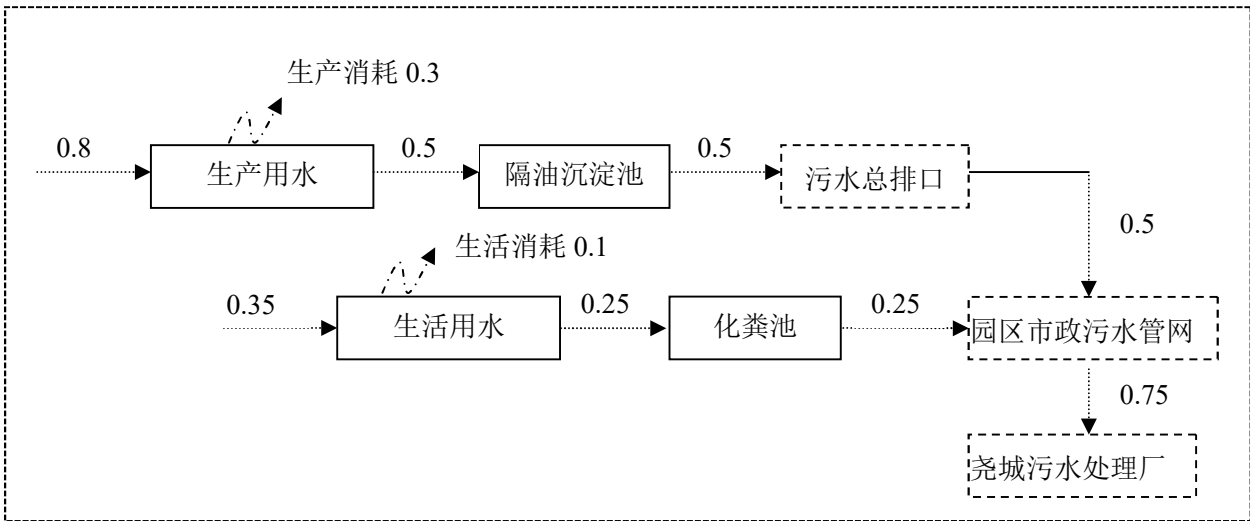 生产消耗 0.3
0.8
生产用水
0.5
隔油沉淀池
0.5
污水总排口
0.5
生活消耗 0.1
0.35
生活用水
0.25
化粪池
0.25
园区市政污水管网
0.75
尧城污水处理厂